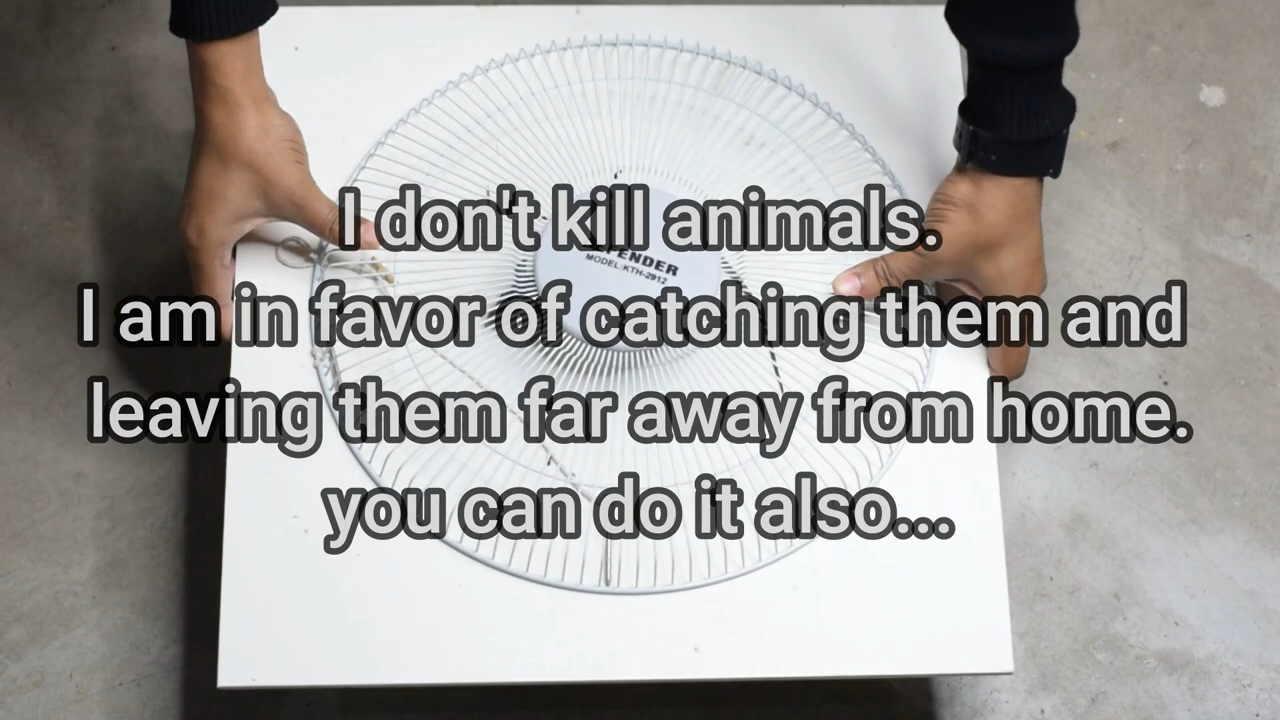 I don't kill animals.
ENDER
MODEL:KTH-2912
I am in favor of catching them and
leaving them far away from home.
you can do it also...